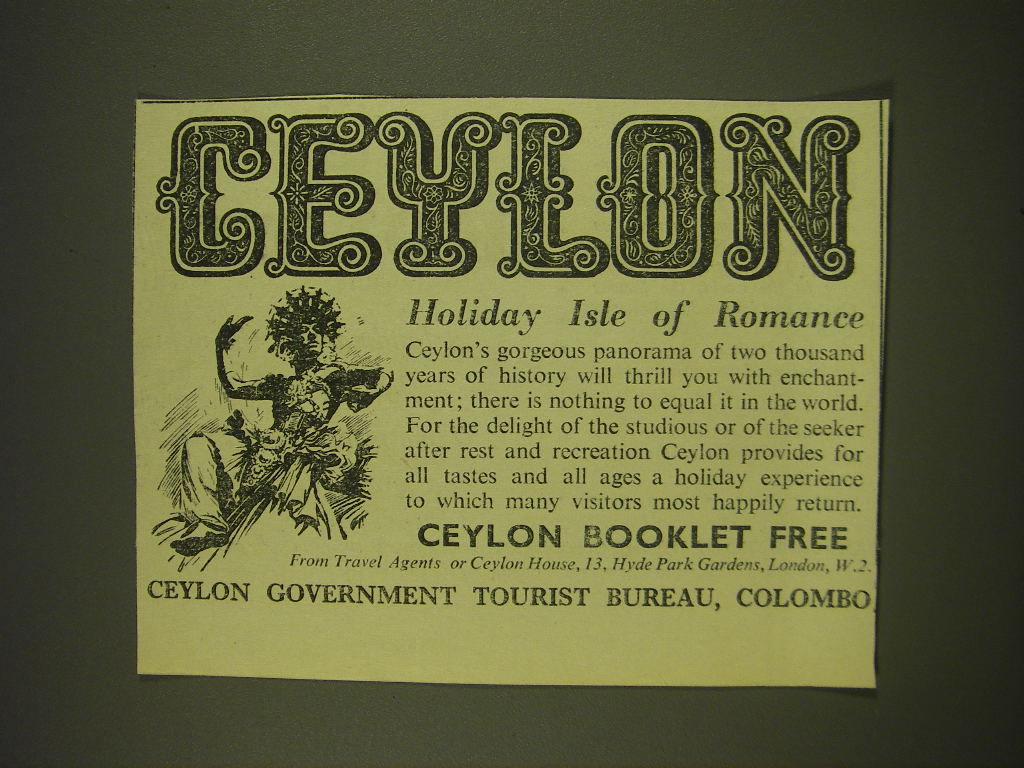 CEYLON
Holiday Isle of Romance
Ceylon's gorgeous panorama of two thousand
years of history will thrill you with enchant-
ment; there is nothing to equal it in the world.
For the delight of the studious or of the seeker
after rest and recreation Ceylon provides for
all tastes and all ages a holiday experience
to which many visitors most happily return.
CEYLON BOOKLET FREE
From Travel Agents or Ceylon House, 13, Hyde Park Gardens, London, W.2.
CEYLON GOVERNMENT TOURIST BUREAU, COLOMBO